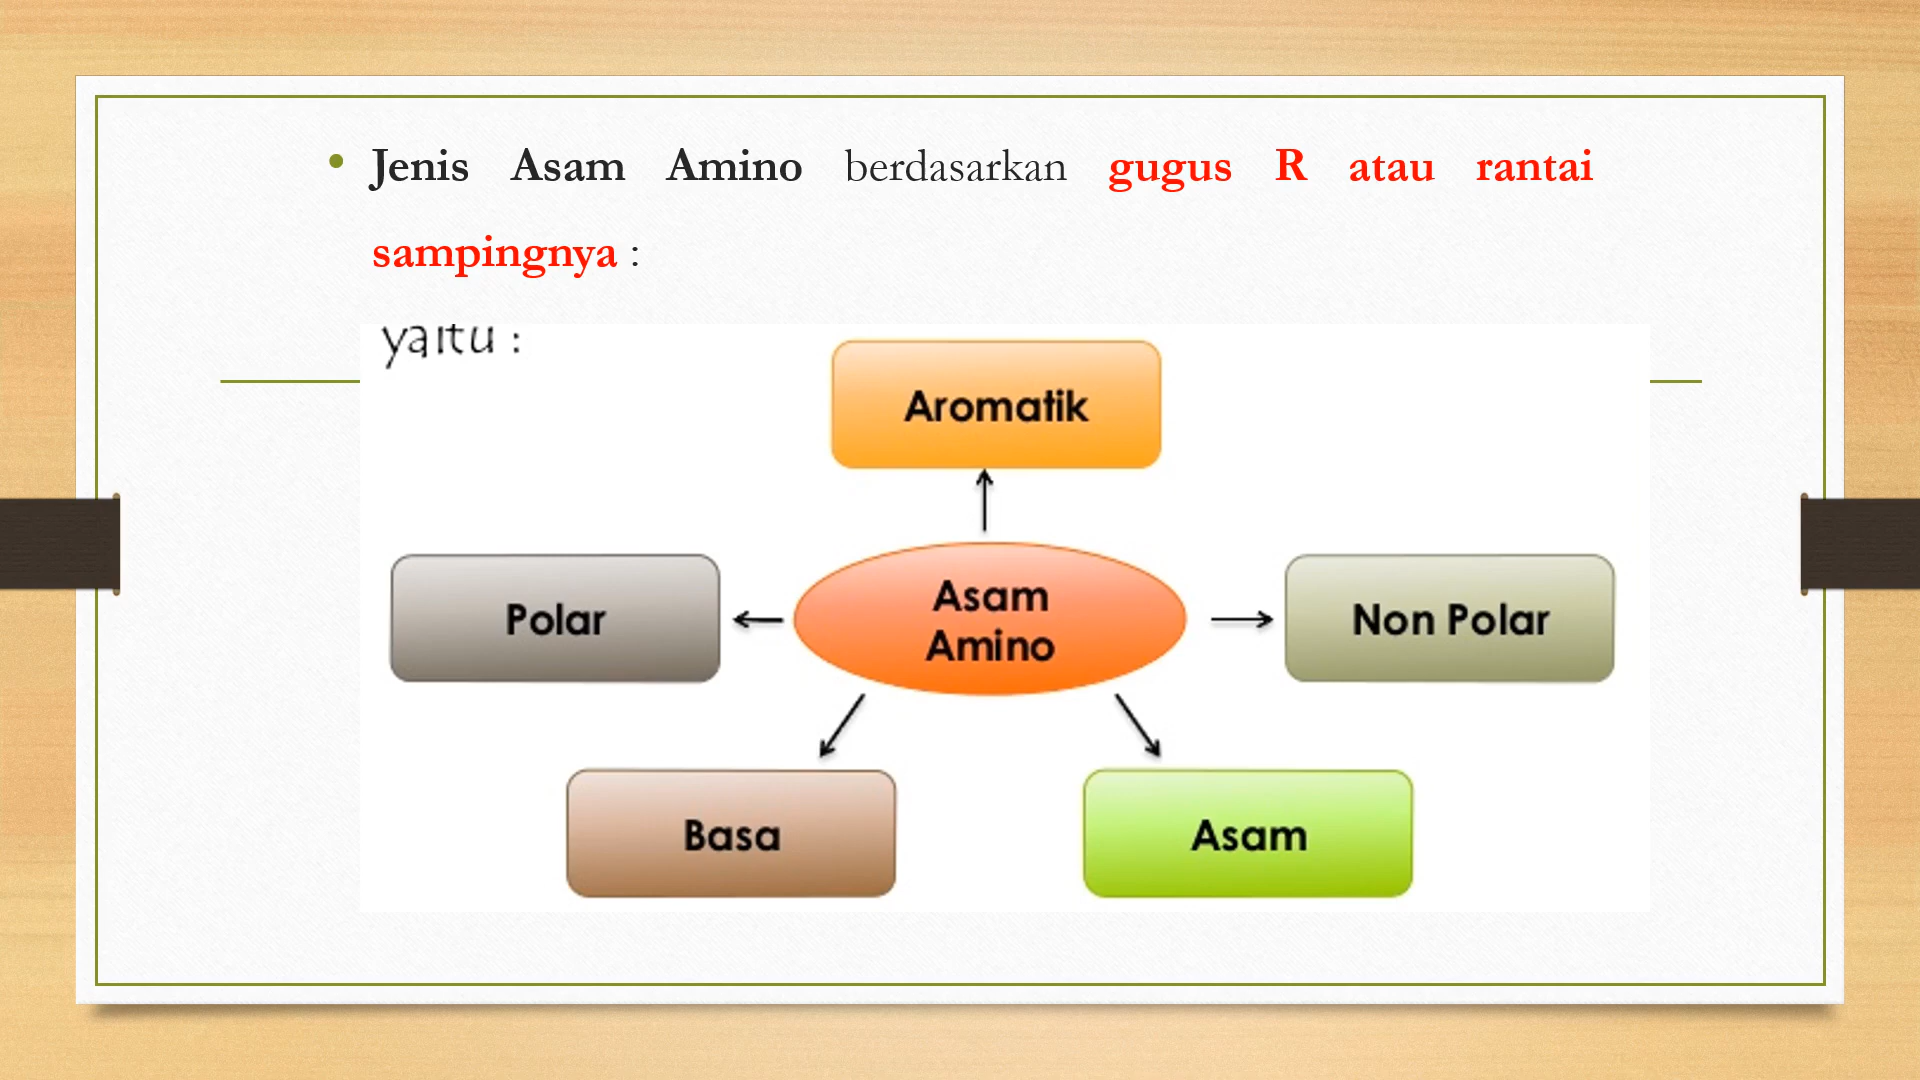 • Jenis Asam Amino berdasarkan gugus R atau rantai
sampingnya :
yaitu :
Aromatik
Polar
Asam
Amino
Non Polar
Basa
Asam